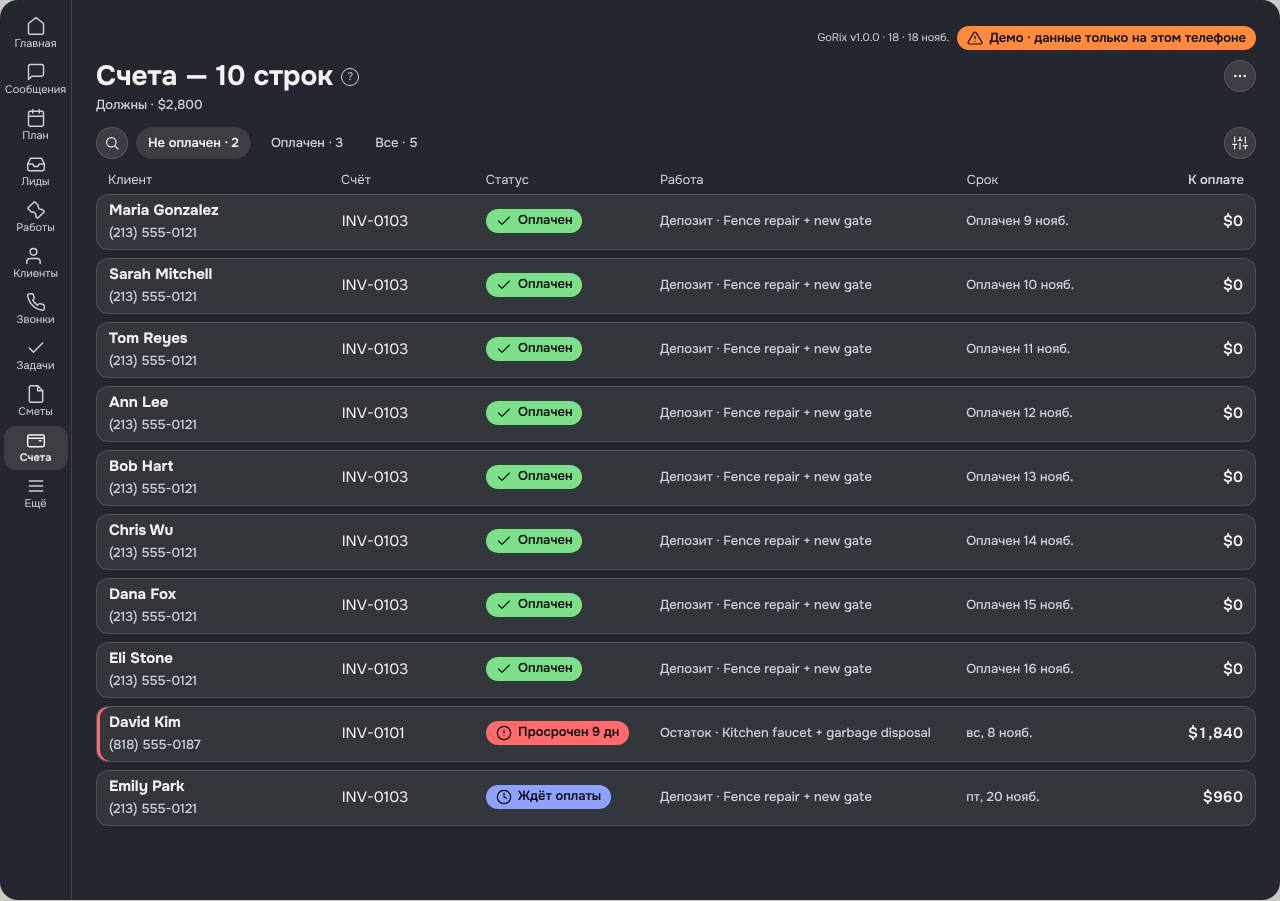 Главная
Сообщения
План
Лиды
Работы
Клиенты
Звонки
Задачи
Сметы
Счета
Ещё
GoRix v1.0.0 · 18 · 18 нояб.
Демо · данные только на этом телефоне
Счета — 10 строк ?
Должны · $2,800
Не оплачен · 2 Оплачен · 3 Все · 5
Клиент Счёт Статус Работа Срок К оплате
Maria Gonzalez
(213) 555-0121 INV-0103 Оплачен Депозит · Fence repair + new gate Оплачен 9 нояб. $0
Sarah Mitchell
(213) 555-0121 INV-0103 Оплачен Депозит · Fence repair + new gate Оплачен 10 нояб. $0
Tom Reyes
(213) 555-0121 INV-0103 Оплачен Депозит · Fence repair + new gate Оплачен 11 нояб. $0
Ann Lee
(213) 555-0121 INV-0103 Оплачен Депозит · Fence repair + new gate Оплачен 12 нояб. $0
Bob Hart
(213) 555-0121 INV-0103 Оплачен Депозит · Fence repair + new gate Оплачен 13 нояб. $0
Chris Wu
(213) 555-0121 INV-0103 Оплачен Депозит · Fence repair + new gate Оплачен 14 нояб. $0
Dana Fox
(213) 555-0121 INV-0103 Оплачен Депозит · Fence repair + new gate Оплачен 15 нояб. $0
Eli Stone
(213) 555-0121 INV-0103 Оплачен Депозит · Fence repair + new gate Оплачен 16 нояб. $0
David Kim
(818) 555-0187 INV-0101 Просрочен 9 дн Остаток · Kitchen faucet + garbage disposal вс, 8 нояб. $1,840
Emily Park
(213) 555-0121 INV-0103 Ждёт оплаты Депозит · Fence repair + new gate пт, 20 нояб. $960